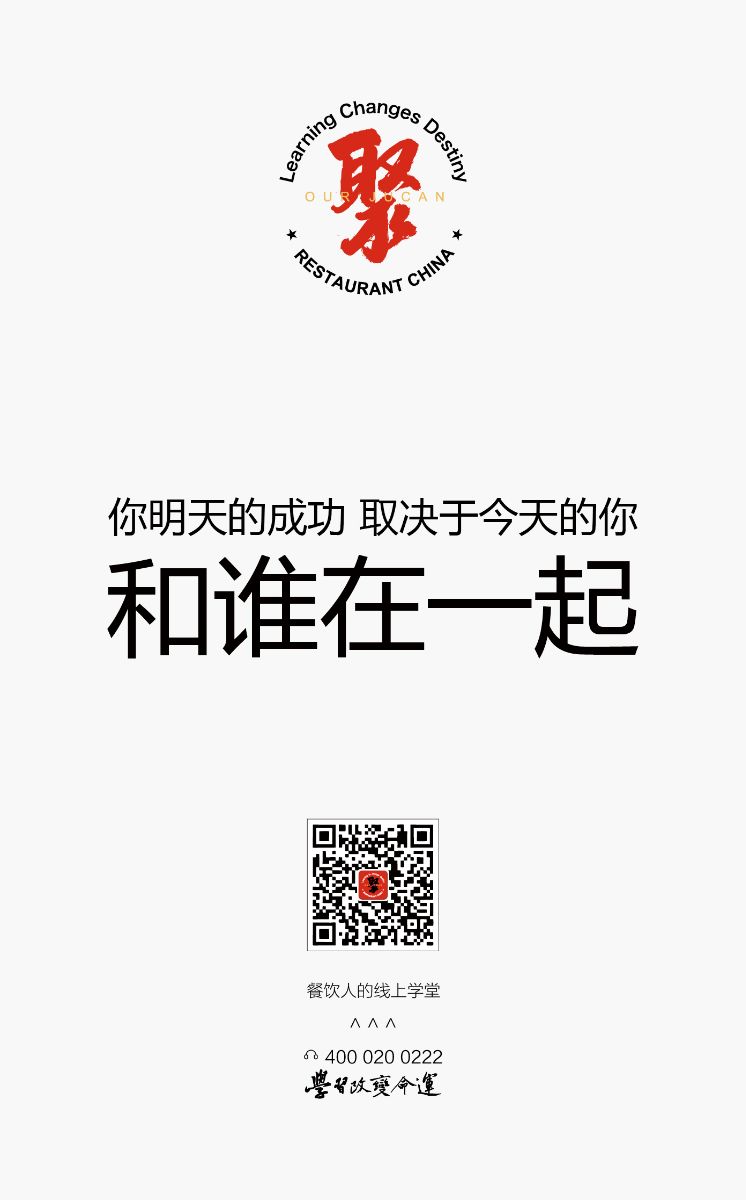 Learning Changes Destiny
聚
OUR JUCAN
★ RESTAURANT CHINA ★
你明天的成功 取决于今天的你
和谁在一起
餐饮人的线上学堂
^ ^ ^
400 020 0222
學習改變命運